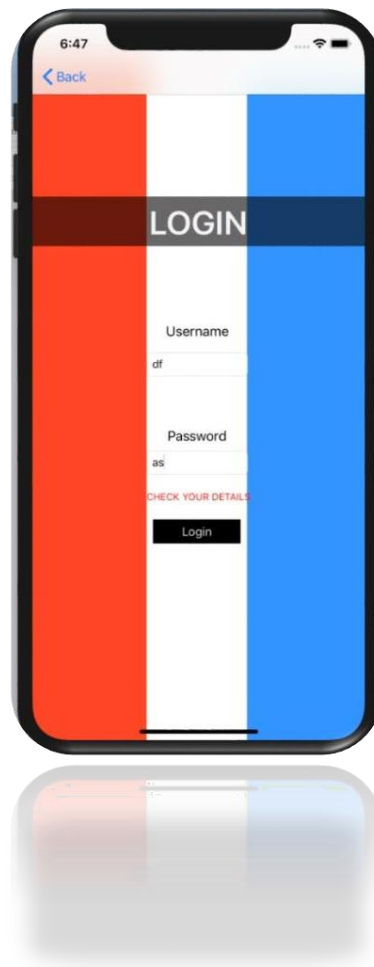 6:47
Back
LOGIN
Username
df
Password
as
CHECK YOUR DETAILS
Login